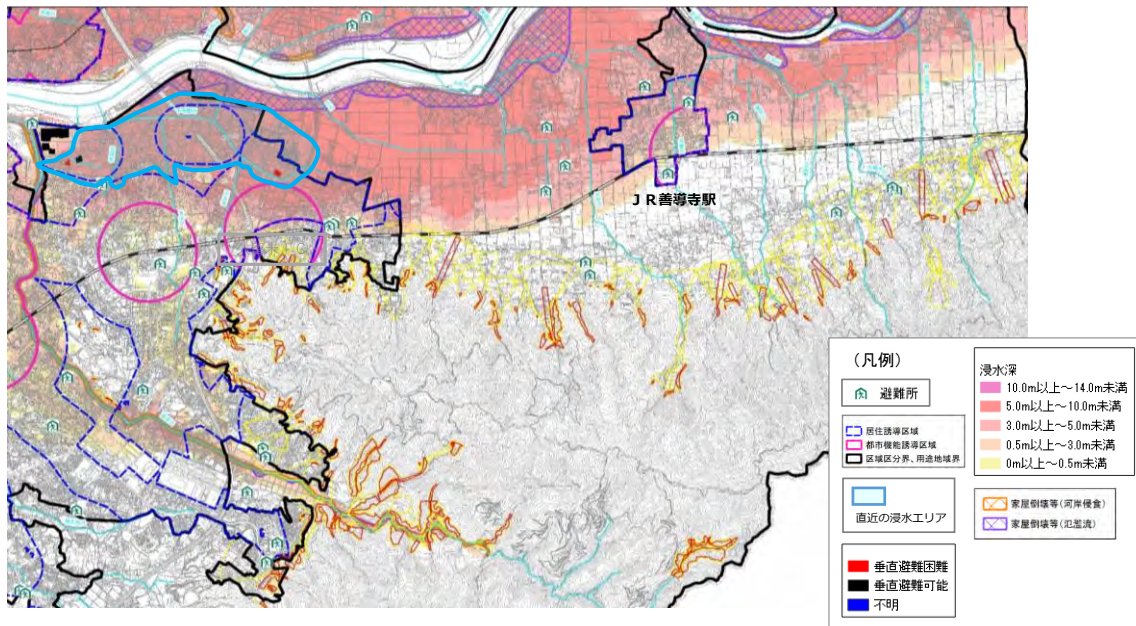 JR善導寺駅
(凡例)
避難所
居住誘導区域
都市機能誘導区域
区域区分界、用途地域界
直近の浸水エリア
垂直避難困難
垂直避難可能
不明
浸水深
10.0m以上～14.0m未満
5.0m以上～10.0m未満
3.0m以上～5.0m未満
0.5m以上～3.0m未満
0m以上～0.5m未満
家屋倒壊等(河岸侵食)
家屋倒壊等(氾濫流)